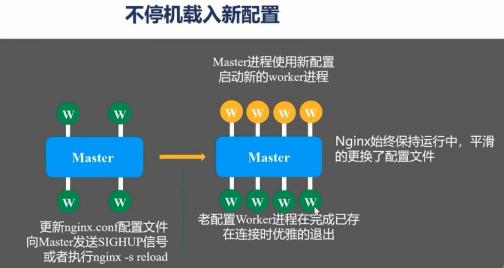 不停机载入新配置
Master进程使用新配置
启动新的worker进程
W W
W W W W
Master
Master
Nginx始终保持运行中，平滑
的更换了配置文件
W W
W W W W
更新nginx.conf配置文件
向Master发送SIGHUP信号
或者执行nginx -s reload
老配置Worker进程在完成已存
在连接时优雅的退出